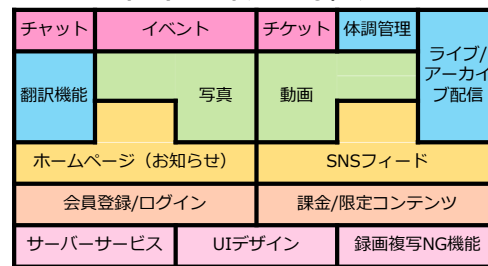 チャット イベント チケット 体調管理 ライブ/
アーカイ
ブ配信
翻訳機能 写真 動画
ホームページ（お知らせ） SNSフィード
会員登録/ログイン 課金/限定コンテンツ
サーバーサービス UIデザイン 録画複写NG機能